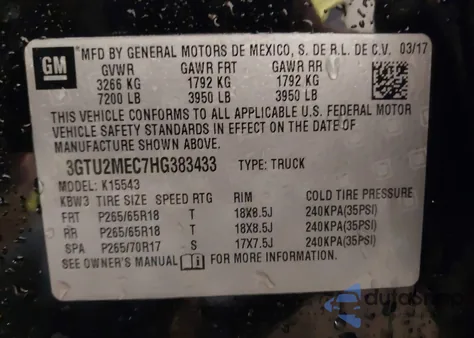 GM
MFD BY GENERAL MOTORS DE MEXICO, S. DE R.L. DE C.V. 03/17
GVWR GAWR FRT GAWR RR
3266 KG 1792 KG 1792 KG
7200 LB 3950 LB 3950 LB
THIS VEHICLE CONFORMS TO ALL APPLICABLE U.S. FEDERAL MOTOR
VEHICLE SAFETY STANDARDS IN EFFECT ON THE DATE OF
MANUFACTURE SHOWN ABOVE.
3GTU2MEC7HG383433 TYPE: TRUCK
MODEL: K15543
KBW3 TIRE SIZE SPEED RTG RIM COLD TIRE PRESSURE
FRT P265/65R18 T 18X8.5J 240KPA(35PSI)
RR P265/65R18 T 18X8.5J 240KPA(35PSI)
SPA P265/70R17 S 17X7.5J 240KPA(35PSI)
SEE OWNER'S MANUAL FOR MORE INFORMATION.